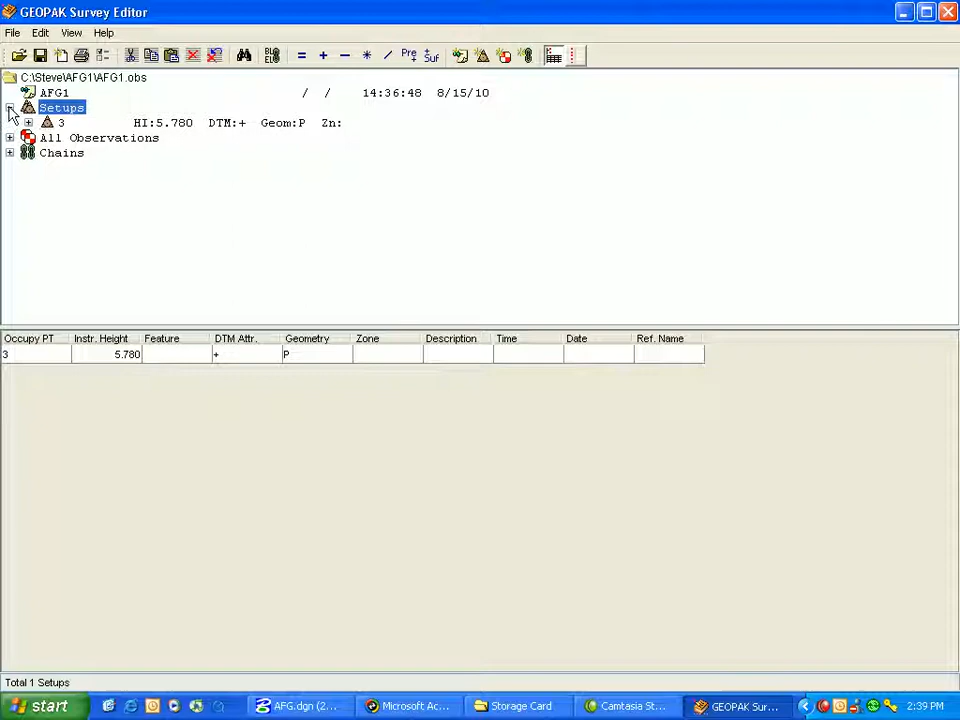 GEOPAK Survey Editor
File Edit View Help
BL EL = + - * / Pre +Suf
C:\Steve\AFG1\AFG1.obs
AFG1 / / 14:36:48 8/15/10
Setups
3 HI:5.780 DTM:+ Geom:P Zn:
All Observations
Chains
Occupy PT Instr. Height Feature DTM Attr. Geometry Zone Description Time Date Ref. Name
3 5.780 + P
Total 1 Setups
start AFG.dgn (2... Microsoft Ac... Storage Card Camtasia St... GEOPAK Sur... 2:39 PM